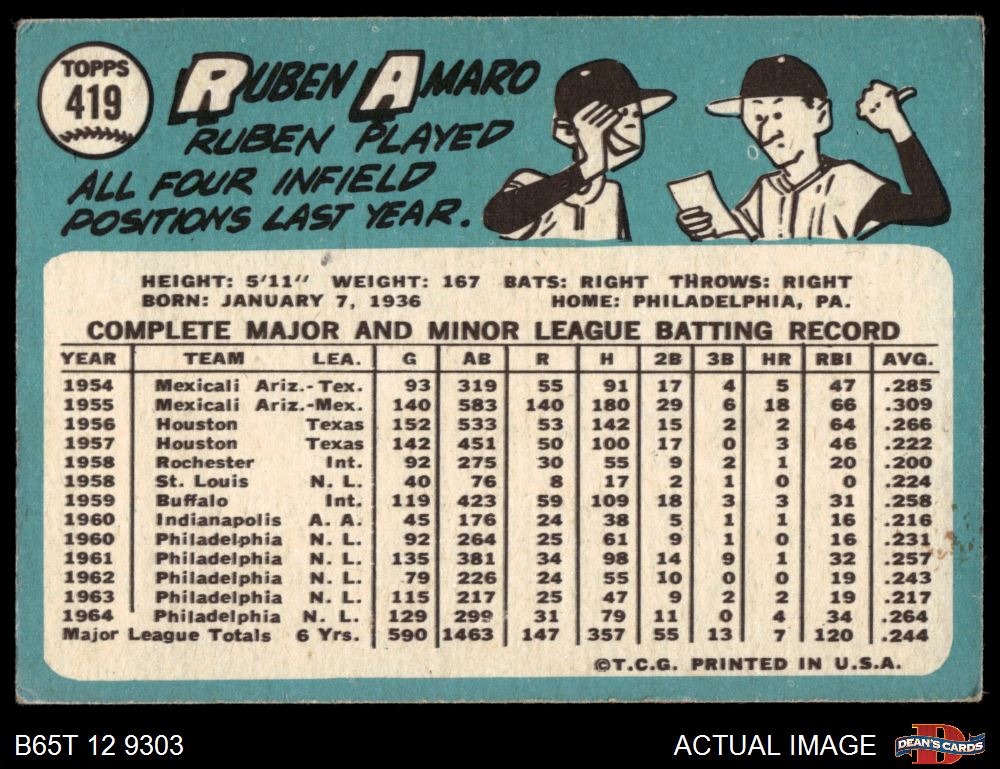 TOPPS
419
RUBEN AMARO
RUBEN PLAYED
ALL FOUR INFIELD
POSITIONS LAST YEAR.
HEIGHT: 5'11" WEIGHT: 167 BATS: RIGHT THROWS: RIGHT
BORN: JANUARY 7, 1936 HOME: PHILADELPHIA, PA.
COMPLETE MAJOR AND MINOR LEAGUE BATTING RECORD
YEAR TEAM LEA. G AB R H 2B 3B HR RBI AVG.
1954 Mexicali Ariz.-Tex. 93 319 55 91 17 4 5 47 .285
1955 Mexicali Ariz.-Mex. 140 583 140 180 29 6 18 66 .309
1956 Houston Texas 152 533 53 142 15 2 2 64 .266
1957 Houston Texas 142 451 50 100 17 0 3 46 .222
1958 Rochester Int. 92 275 30 55 9 2 1 20 .200
1958 St. Louis N. L. 40 76 8 17 2 1 0 0 .224
1959 Buffalo Int. 119 423 59 109 18 3 3 31 .258
1960 Indianapolis A. A. 45 176 24 38 5 1 1 16 .216
1960 Philadelphia N. L. 92 264 25 61 9 1 0 16 .231
1961 Philadelphia N. L. 135 381 34 98 14 9 1 32 .257
1962 Philadelphia N. L. 79 226 24 55 10 0 0 19 .243
1963 Philadelphia N. L. 115 217 25 47 9 2 2 19 .217
1964 Philadelphia N. L. 129 299 31 79 11 0 4 34 .264
Major League Totals 6 Yrs. 590 1463 147 357 55 13 7 120 .244
©T.C.G. PRINTED IN U.S.A.
B65T 12 9303
ACTUAL IMAGE
D
DEAN'S CARDS